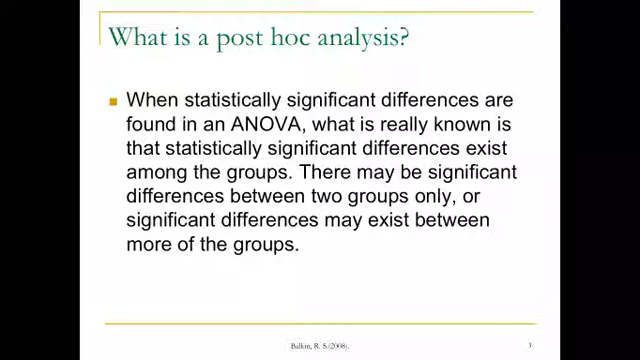 What is a post hoc analysis?
When statistically significant differences are
found in an ANOVA, what is really known is
that statistically significant differences exist
among the groups. There may be significant
differences between two groups only, or
significant differences may exist between
more of the groups.
Balkin, R. S.(2008).
3